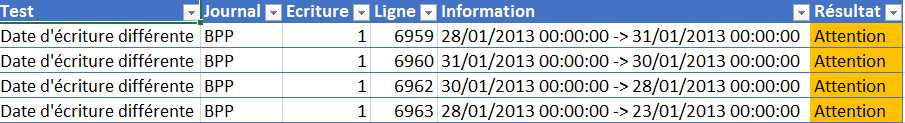 Test Journal Ecriture Ligne Information Résultat
Date d'écriture différente BPP 1 6959 28/01/2013 00:00:00 -> 31/01/2013 00:00:00 Attention
Date d'écriture différente BPP 1 6960 31/01/2013 00:00:00 -> 30/01/2013 00:00:00 Attention
Date d'écriture différente BPP 1 6962 30/01/2013 00:00:00 -> 28/01/2013 00:00:00 Attention
Date d'écriture différente BPP 1 6963 28/01/2013 00:00:00 -> 23/01/2013 00:00:00 Attention